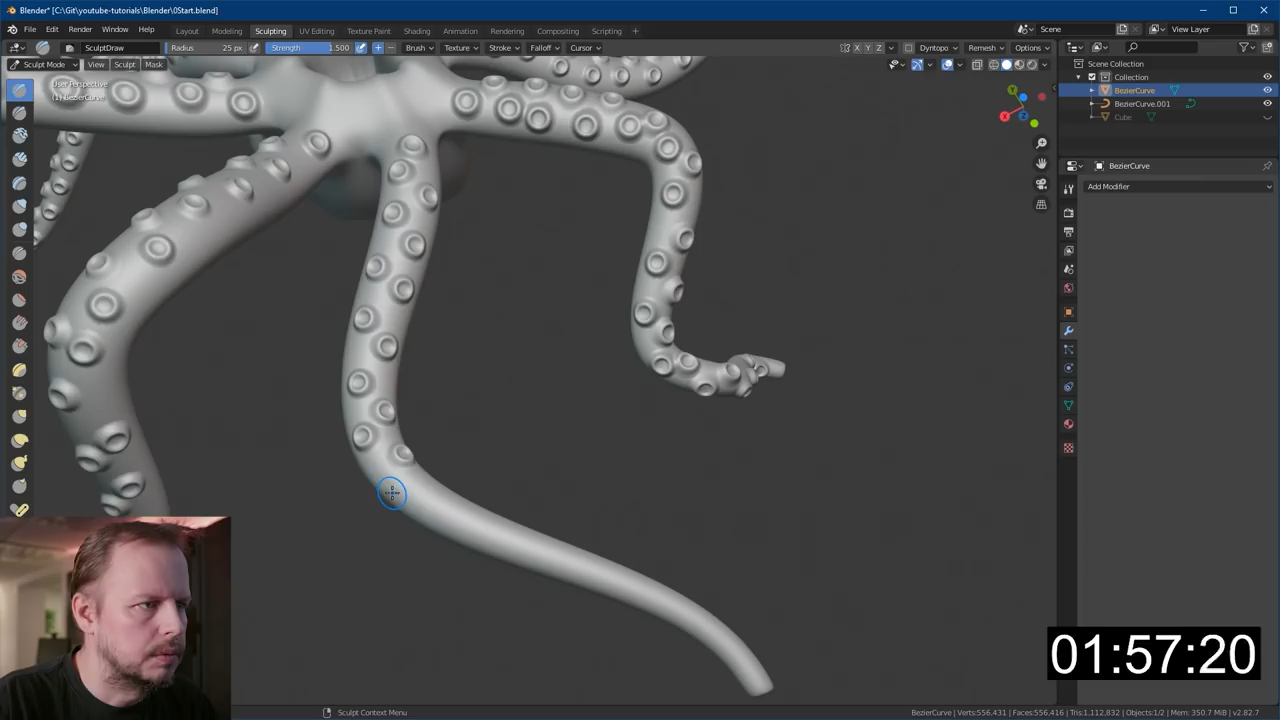 Blender* [C:\Git\youtube-tutorials\Blender\0Start.blend]
File Edit Render Window Help Layout Modeling Sculpting UV Editing Texture Paint Shading Animation Rendering Compositing Scripting + Scene View Layer
SculptDraw Radius 25 px Strength 1.500 Brush Texture Stroke Falloff Cursor X Y Z Dyntopo Remesh Options
Sculpt Mode View Sculpt Mask
User Perspective
(1) BezierCurve
Scene Collection
Collection
BezierCurve
BezierCurve.001
Cube
BezierCurve
Add Modifier
Y
X
Z
01:57:20
Sculpt Context Menu
BezierCurve | Verts:556,431 | Faces:556,416 | Tris:1,112,832 | Objects:1/2 | Mem: 350.7 MiB | v2.82.7